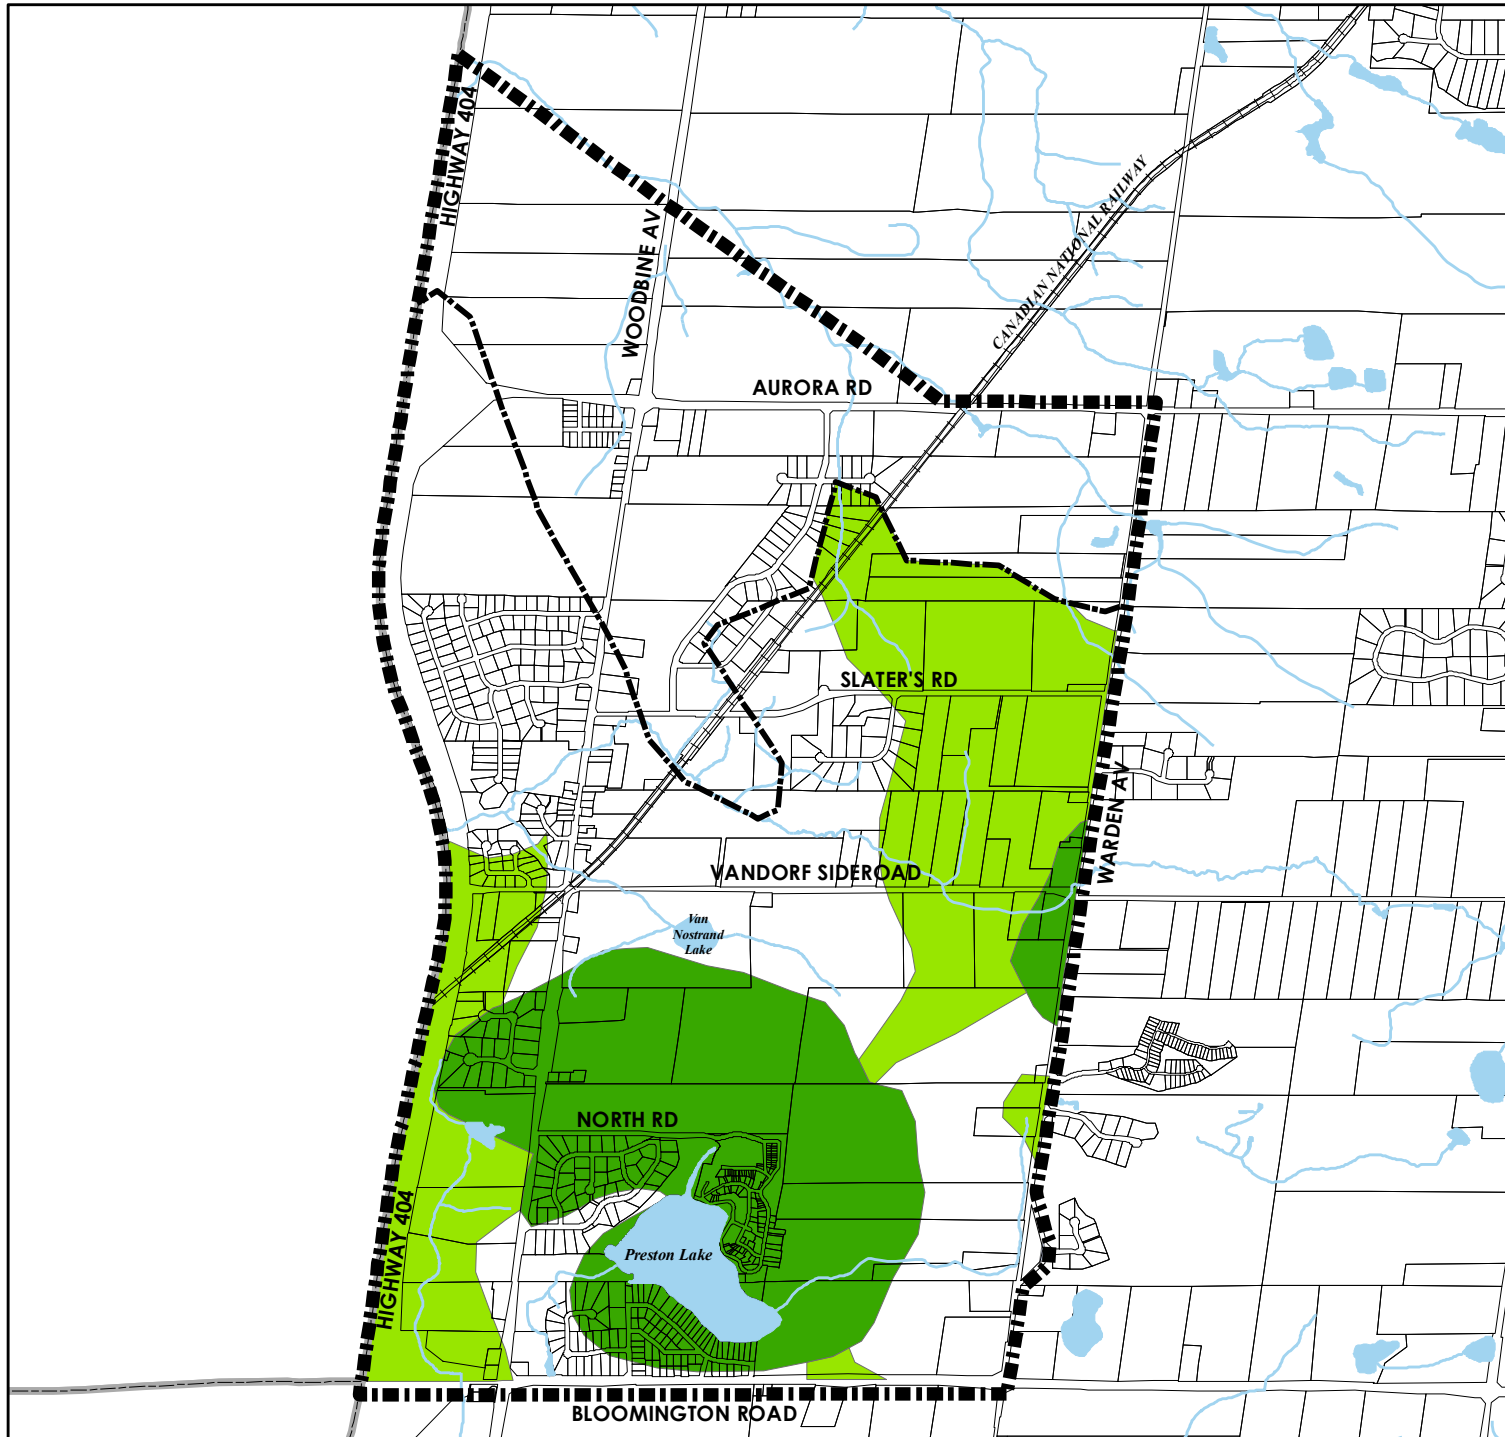 HIGHWAY 404
WOODBINE AV
CANADIAN NATIONAL RAILWAY
AURORA RD
SLATER'S RD
WARDEN AV
VANDORF SIDEROAD
Van
Nostrand
Lake
NORTH RD
HIGHWAY 404
Preston Lake
BLOOMINGTON ROAD